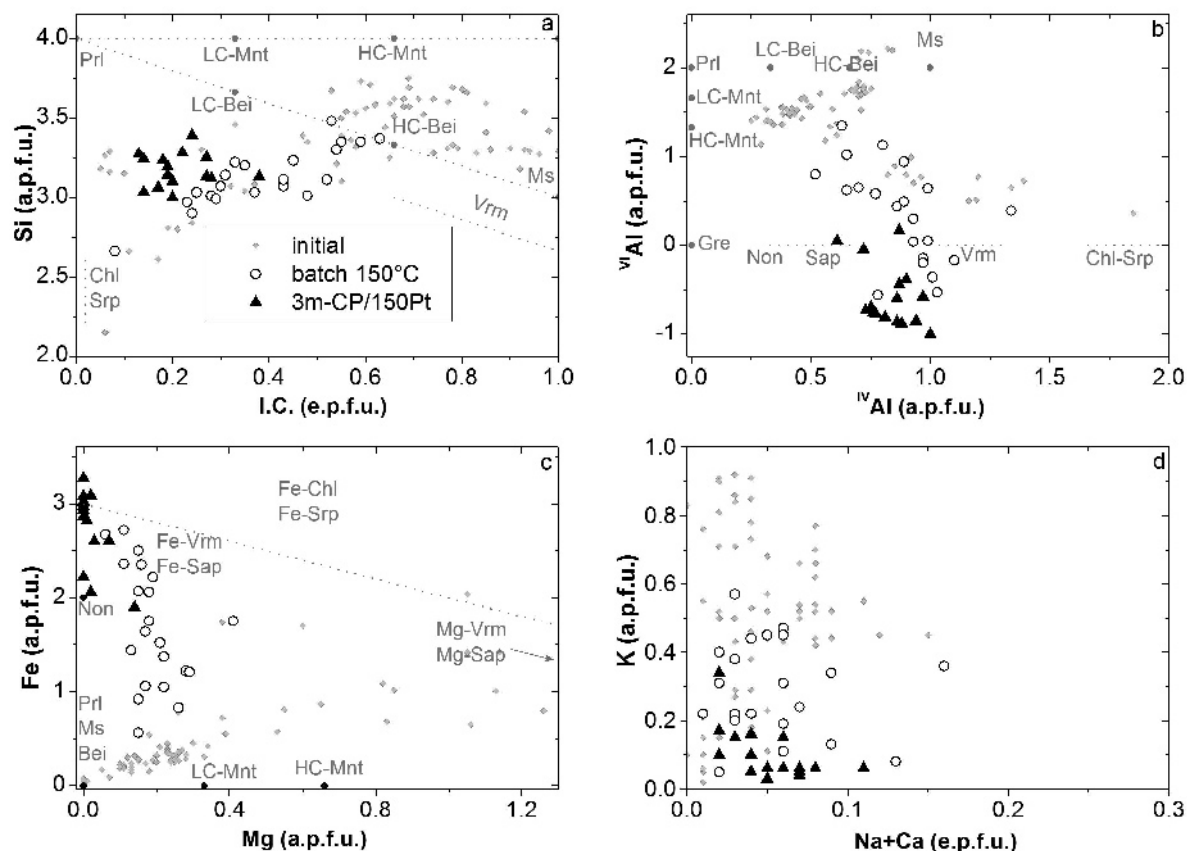 a
4.0
Prl
LC-Mnt
HC-Mnt
LC-Bei
HC-Bei
Ms
Vrm
3.5
3.0
2.5
2.0
Chl
Srp
initial
batch 150°C
3m-CP/150Pt
Si (a.p.f.u.)
0.0 0.2 0.4 0.6 0.8 1.0
I.C. (e.p.f.u.)
b
LC-Bei
HC-Bei
Ms
Prl
LC-Mnt
HC-Mnt
Gre
Non
Sap
Vrm
Chl-Srp
2
1
0
-1
VIAl (a.p.f.u.)
0.0 0.5 1.0 1.5 2.0
IVAl (a.p.f.u.)
c
Fe-Chl
Fe-Srp
Fe-Vrm
Fe-Sap
Non
Mg-Vrm
Mg-Sap
Prl
Ms
Bei
LC-Mnt
HC-Mnt
3
2
1
0
Fe (a.p.f.u.)
0.0 0.4 0.8 1.2
Mg (a.p.f.u.)
d
1.0
0.8
0.6
0.4
0.2
0.0
K (a.p.f.u.)
0.0 0.1 0.2 0.3
Na+Ca (e.p.f.u.)